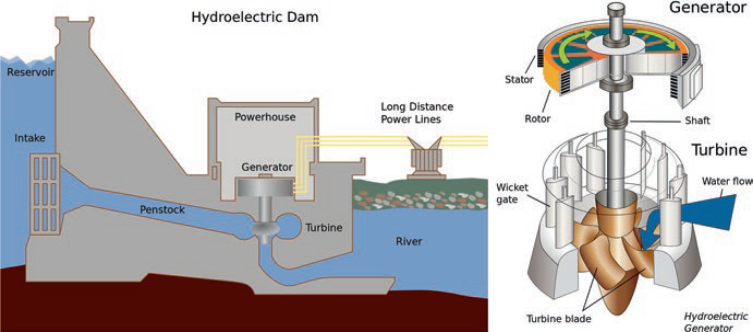 Hydroelectric Dam
Reservoir
Intake
Penstock
Powerhouse
Generator
Turbine
Long Distance
Power Lines
River
Generator
Stator
Rotor
Shaft
Turbine
Water flow
Wicket
gate
Turbine blade
Hydroelectric
Generator